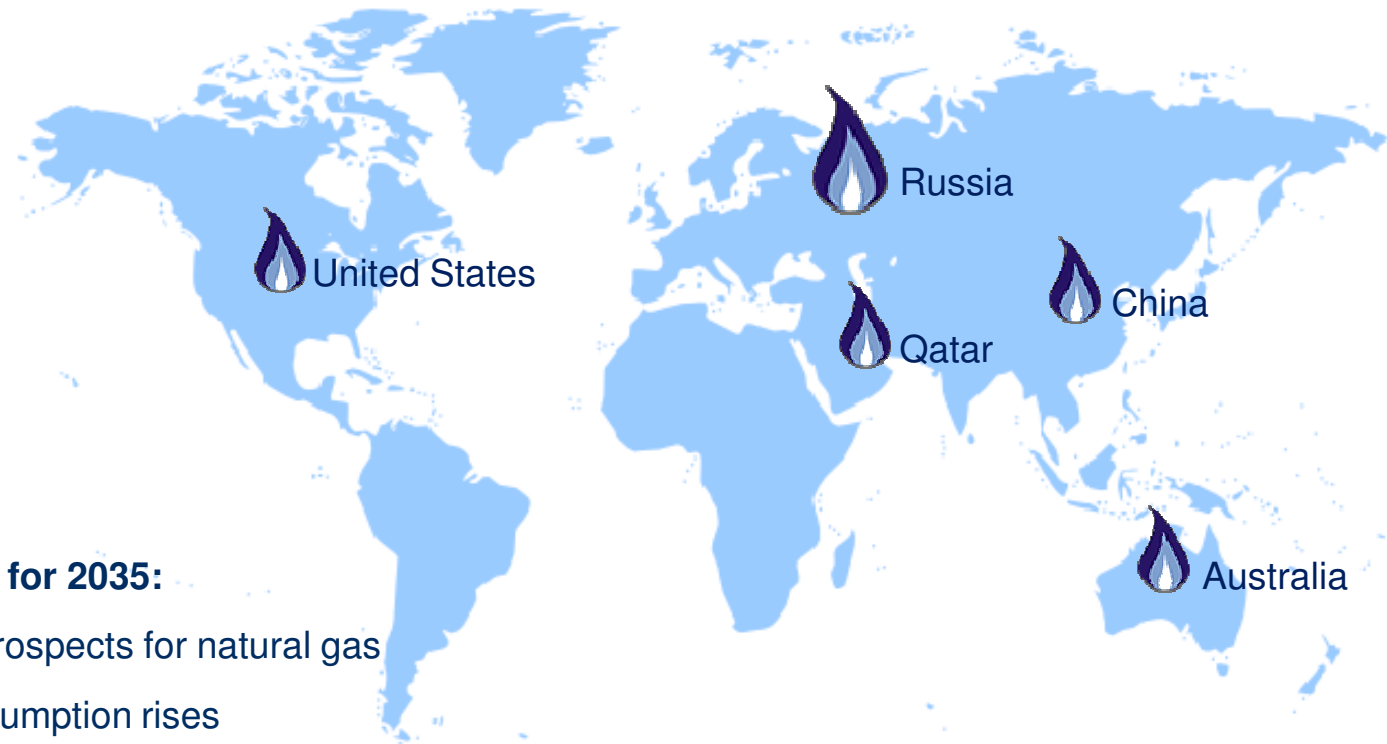 Russia
United States
China
Qatar
Australia
for 2035:
rospects for natural gas
umption rises